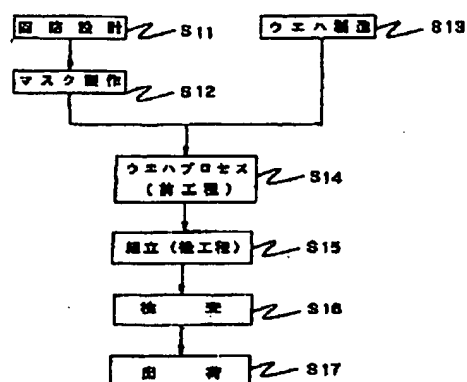 回路設計 S11
ウエハ製造 S13
マスク製作 S12
ウエハプロセス
(前工程) S14
組立(後工程) S15
検査 S16
出荷 S17